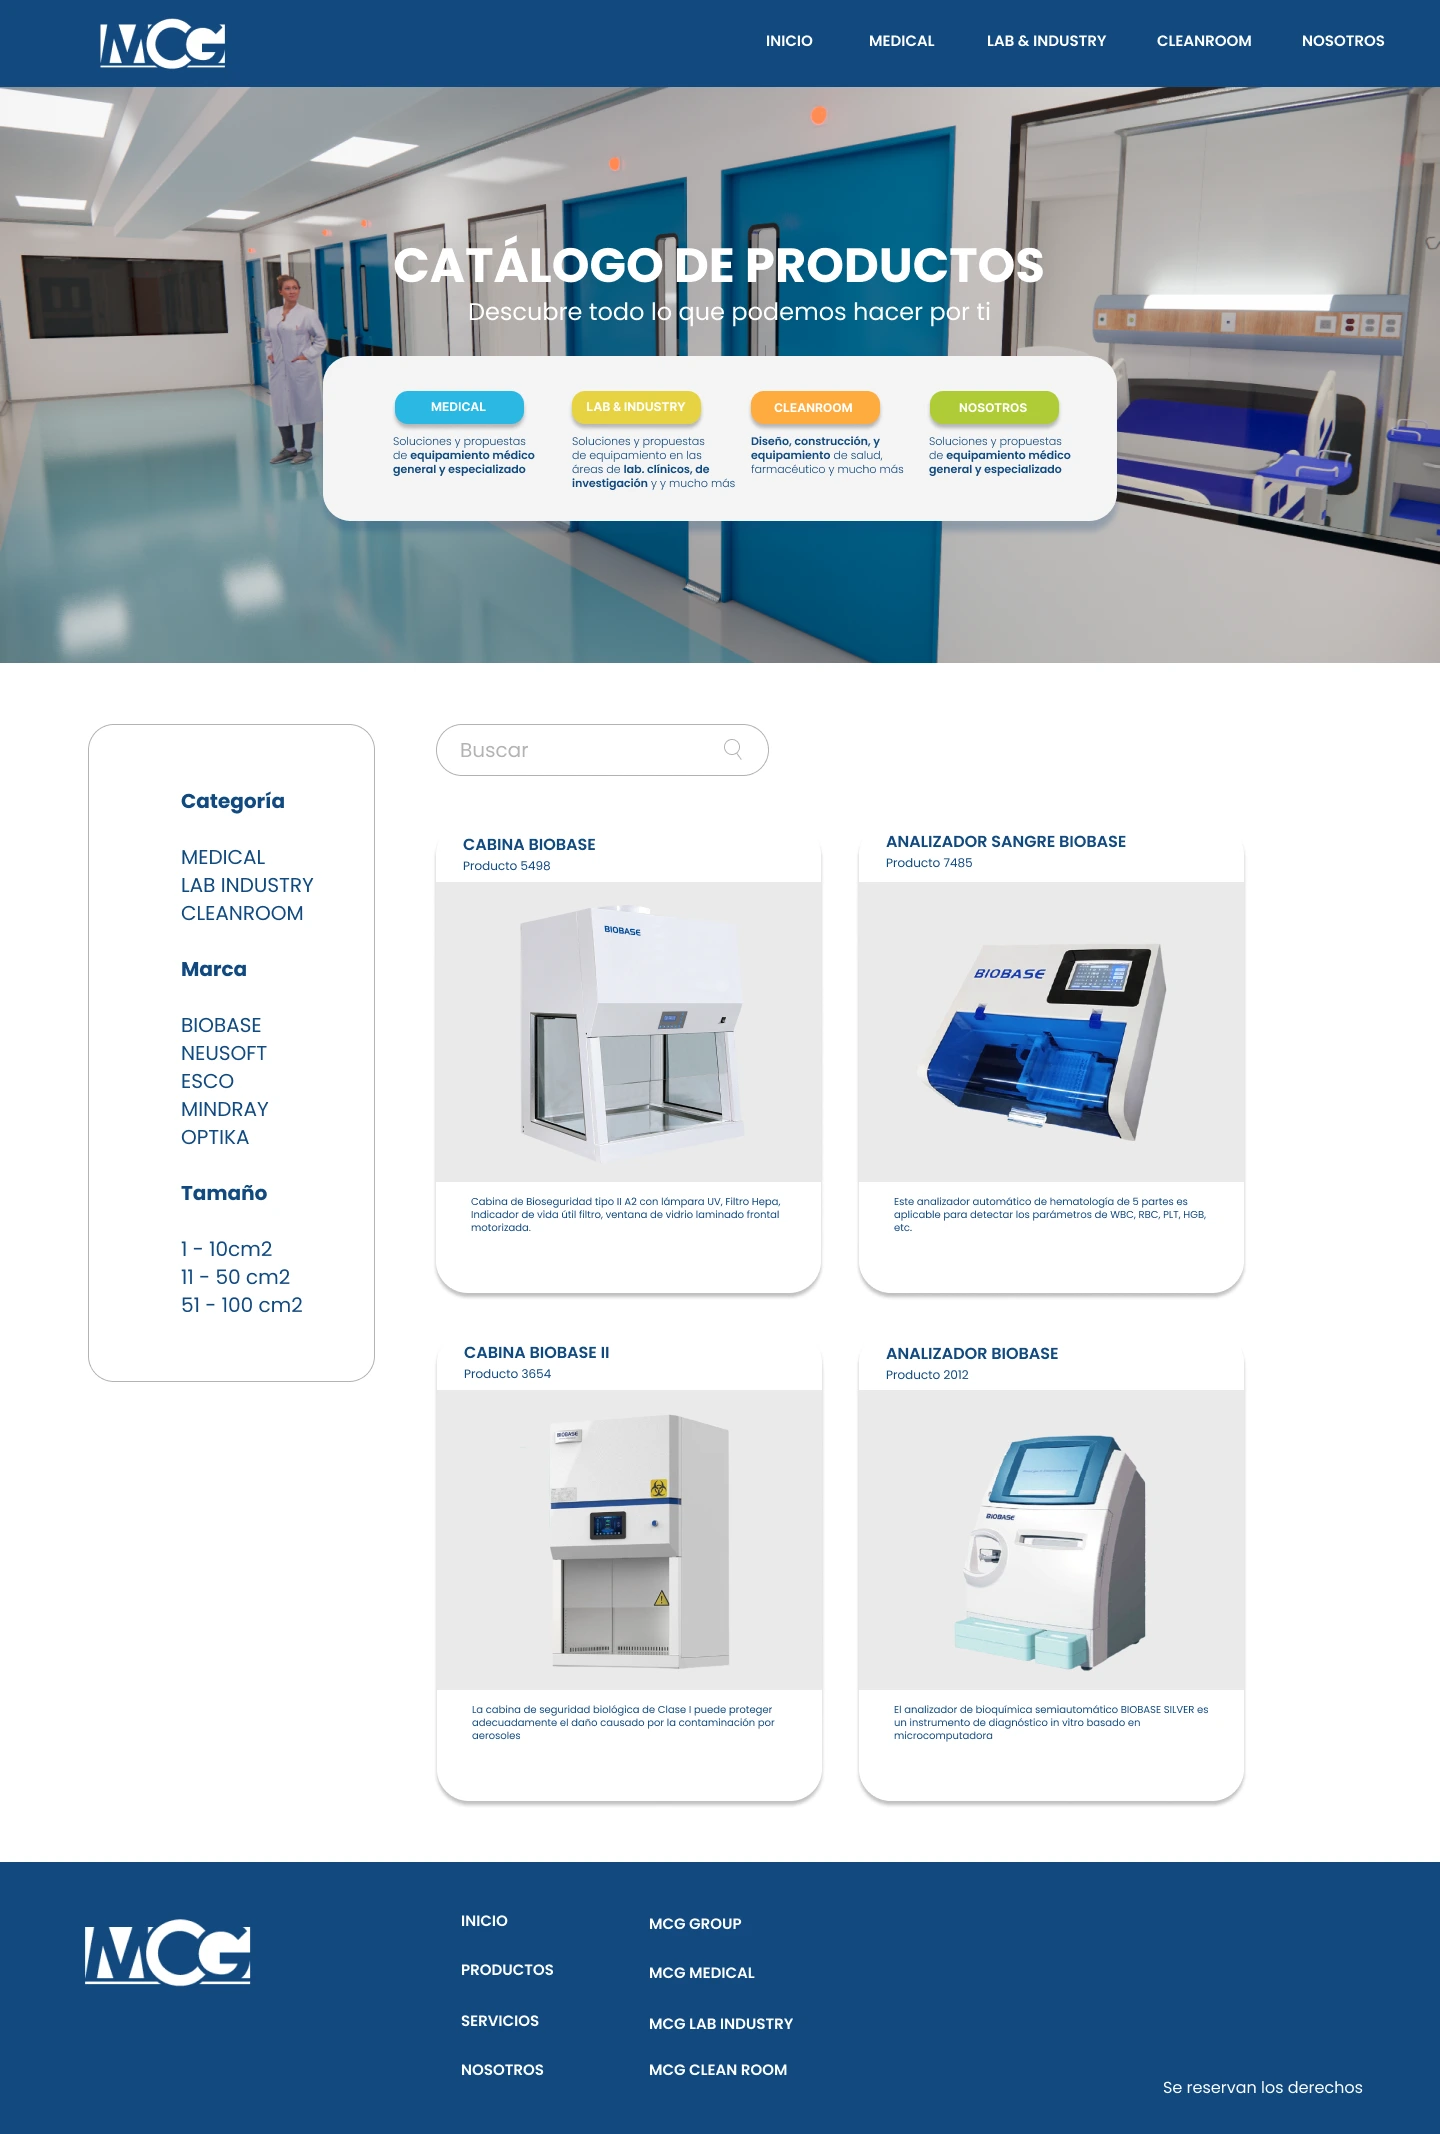 MCG
INICIO
MEDICAL
LAB & INDUSTRY
CLEANROOM
NOSOTROS
CATÁLOGO DE PRODUCTOS
Descubre todo lo que podemos hacer por ti
MEDICAL
Soluciones y propuestas
de equipamiento médico
general y especializado
LAB & INDUSTRY
Soluciones y propuestas
de equipamiento en las
áreas de lab. clínicos, de
investigación y y mucho más
CLEANROOM
Diseño, construcción, y
equipamiento de salud,
farmacéutico y mucho más
NOSOTROS
Soluciones y propuestas
de equipamiento médico
general y especializado
Categoría
MEDICAL
LAB INDUSTRY
CLEANROOM
Marca
BIOBASE
NEUSOFT
ESCO
MINDRAY
OPTIKA
Tamaño
1 - 10cm2
11 - 50 cm2
51 - 100 cm2
Buscar
CABINA BIOBASE
Producto 5498
BIOBASE
Cabina de Bioseguridad tipo II A2 con lámpara UV, Filtro Hepa,
Indicador de vida útil filtro, ventana de vidrio laminado frontal
motorizada.
ANALIZADOR SANGRE BIOBASE
Producto 7485
BIOBASE
Este analizador automático de hematología de 5 partes es
aplicable para detectar los parámetros de WBC, RBC, PLT, HGB,
etc.
CABINA BIOBASE II
Producto 3654
BIOBASE
La cabina de seguridad biológica de Clase I puede proteger
adecuadamente el daño causado por la contaminación por
aerosoles
ANALIZADOR BIOBASE
Producto 2012
BIOBASE
El analizador de bioquímica semiautomático BIOBASE SILVER es
un instrumento de diagnóstico in vitro basado en
microcomputadora
MCG
INICIO
PRODUCTOS
SERVICIOS
NOSOTROS
MCG GROUP
MCG MEDICAL
MCG LAB INDUSTRY
MCG CLEAN ROOM
Se reservan los derechos